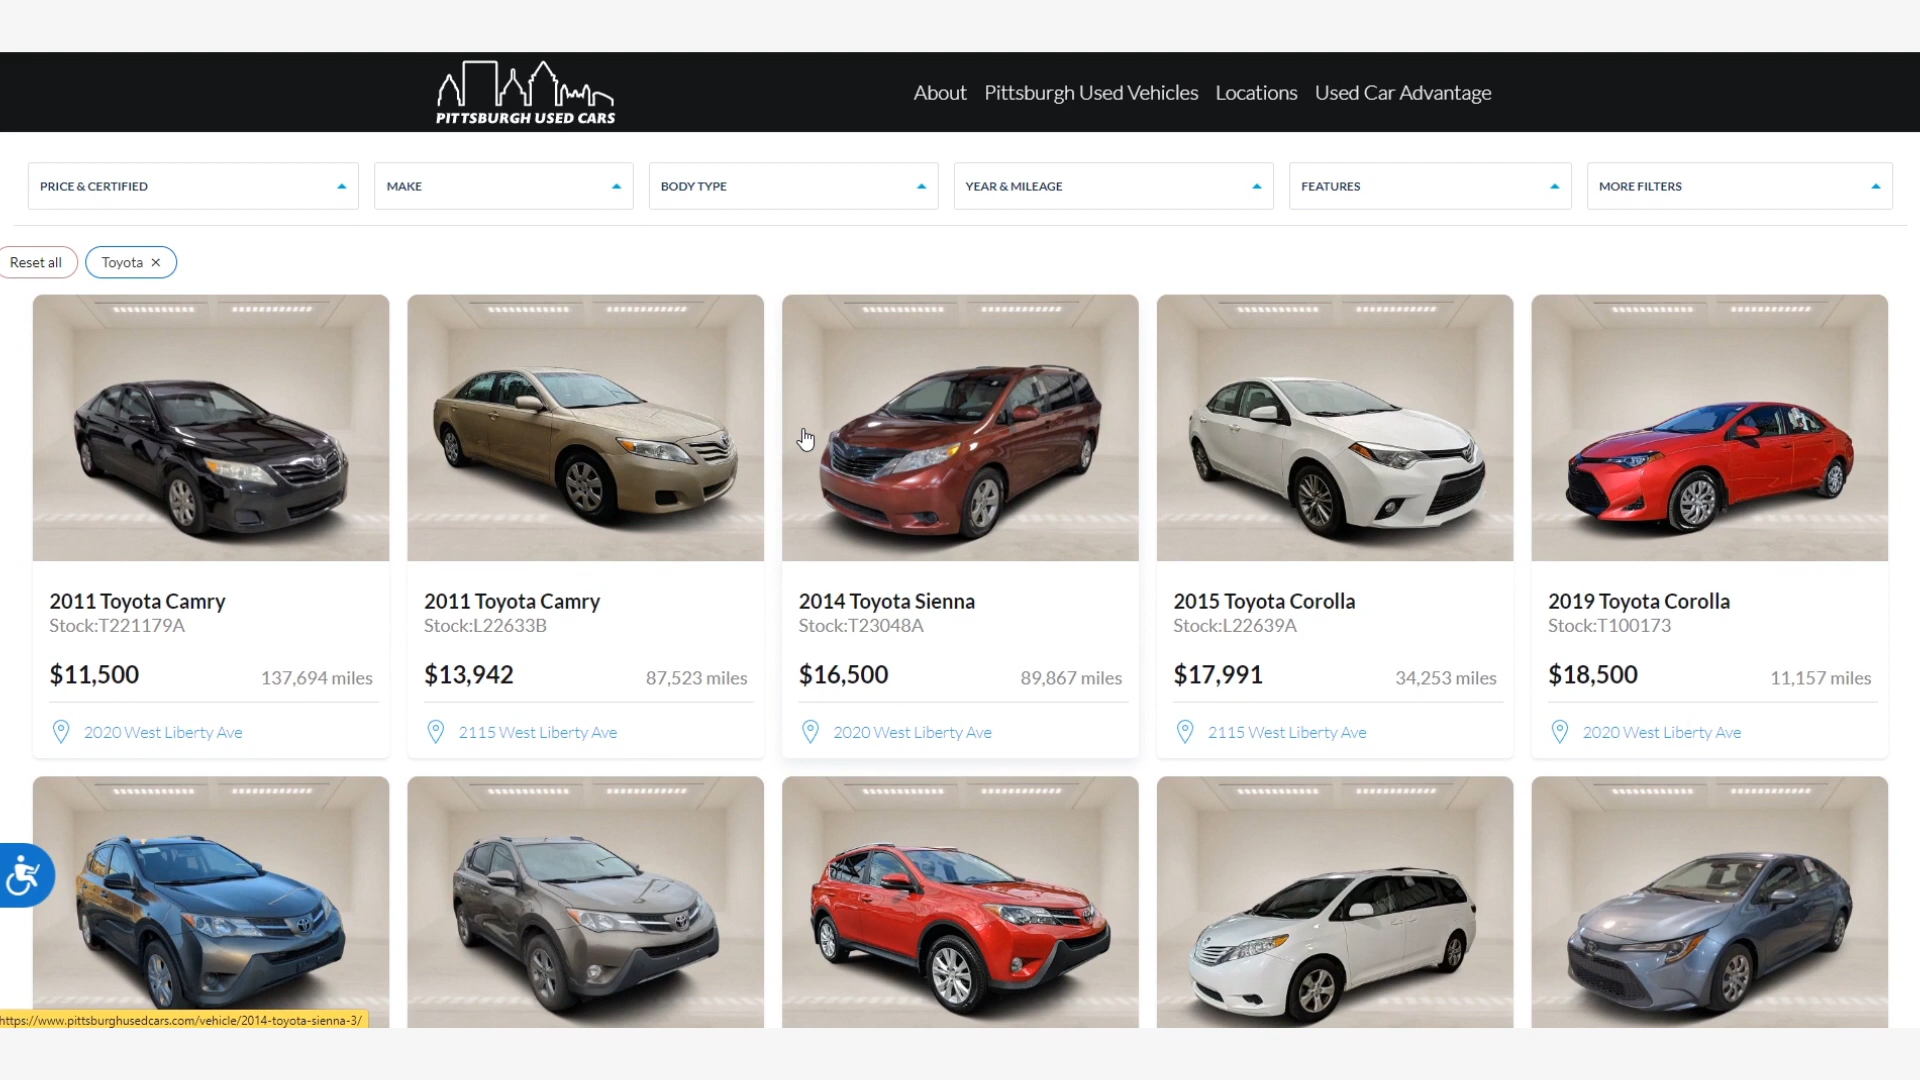 PITTSBURGH USED CARS
About Pittsburgh Used Vehicles Locations Used Car Advantage
PRICE & CERTIFIED MAKE BODY TYPE YEAR & MILEAGE FEATURES MORE FILTERS
Reset all Toyota ×
2011 Toyota Camry
Stock:T221179A
$11,500 137,694 miles
2020 West Liberty Ave
2011 Toyota Camry
Stock:L22633B
$13,942 87,523 miles
2115 West Liberty Ave
2014 Toyota Sienna
Stock:T23048A
$16,500 89,867 miles
2020 West Liberty Ave
2015 Toyota Corolla
Stock:L22639A
$17,991 34,253 miles
2115 West Liberty Ave
2019 Toyota Corolla
Stock:T100173
$18,500 11,157 miles
2020 West Liberty Ave
https://www.pittsburghusedcars.com/vehicle/2014-toyota-sienna-3/